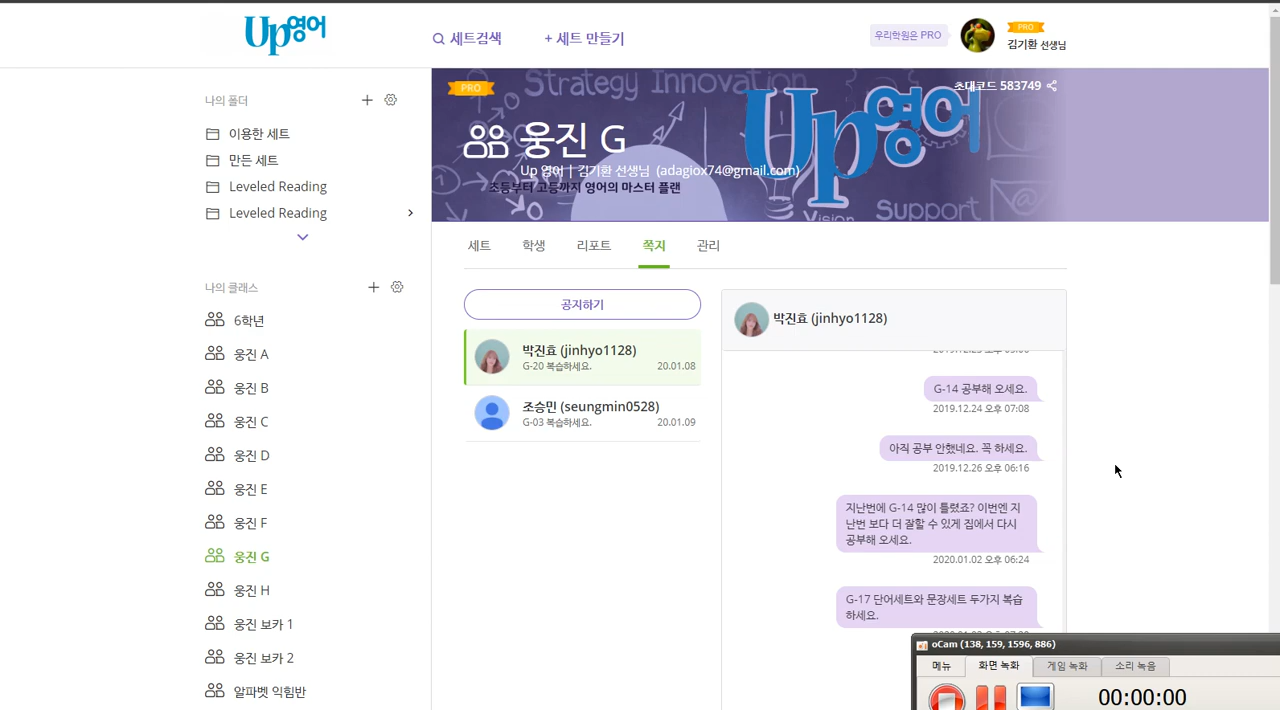 Up영어
세트검색
+ 세트 만들기
우리학원은 PRO
PRO
김기환 선생님
나의 폴더
이용한 세트
만든 세트
Leveled Reading
Leveled Reading
나의 클래스
6학년
웅진 A
웅진 B
웅진 C
웅진 D
웅진 E
웅진 F
웅진 G
웅진 H
웅진 보카 1
웅진 보카 2
알파벳 익힘반
PRO
Strategy Innovation
초대코드 583749
웅진 G
Up영어
Up 영어 | 김기환 선생님 (adagiox74@gmail.com)
초등부터 고등까지 영어의 마스터 플랜
Vision
Support
세트
학생
리포트
쪽지
관리
공지하기
박진효 (jinhyo1128)
G-20 복습하세요.
20.01.08
조승민 (seungmin0528)
G-03 복습하세요.
20.01.09
박진효 (jinhyo1128)
G-14 공부해 오세요.
2019.12.24 오후 07:08
아직 공부 안했네요. 꼭 하세요.
2019.12.26 오후 06:16
지난번에 G-14 많이 틀렸죠? 이번엔 지
난번 보다 더 잘할 수 있게 집에서 다시
공부해 오세요.
2020.01.02 오후 06:24
G-17 단어세트와 문장세트 두가지 복습
하세요.
oCam (138, 159, 1596, 886)
메뉴
화면 녹화
게임 녹화
소리 녹음
00:00:00